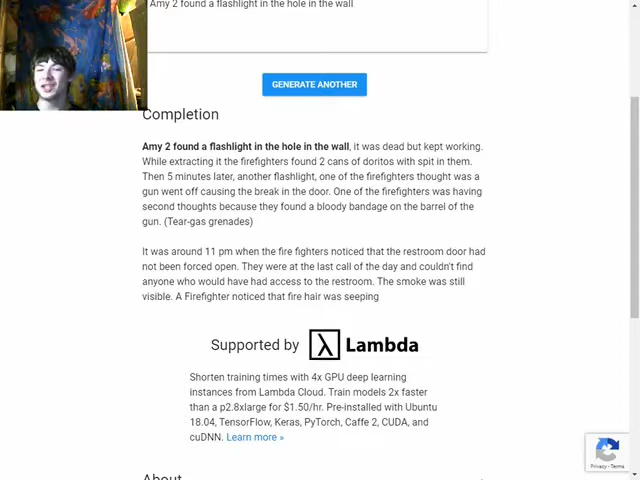 Amy 2 found a flashlight in the hole in the wall
GENERATE ANOTHER
Completion
Amy 2 found a flashlight in the hole in the wall, it was dead but kept working.
While extracting it the firefighters found 2 cans of doritos with spit in them.
Then 5 minutes later, another flashlight, one of the firefighters thought was a
gun went off causing the break in the door. One of the firefighters was having
second thoughts because they found a bloody bandage on the barrel of the
gun. (Tear-gas grenades)
It was around 11 pm when the fire fighters noticed that the restroom door had
not been forced open. They were at the last call of the day and couldn't find
anyone who would have had access to the restroom. The smoke was still
visible. A Firefighter noticed that fire hair was seeping
Supported by λ Lambda
Shorten training times with 4x GPU deep learning
instances from Lambda Cloud. Train models 2x faster
than a p2.8xlarge for $1.50/hr. Pre-installed with Ubuntu
18.04, TensorFlow, Keras, PyTorch, Caffe 2, CUDA, and
cuDNN. Learn more »
Privacy - Terms
About